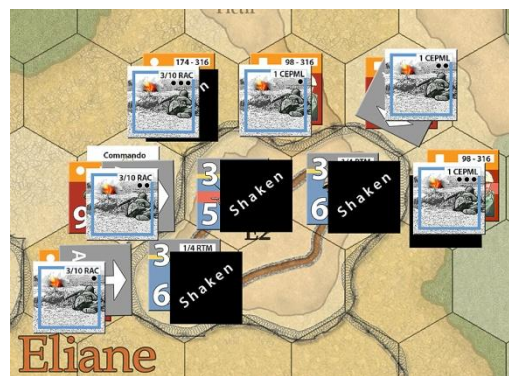 174 - 316
3/10 RAC
98 - 316
1 CEPML
1 CEPML
Commando
3/10 RAC
9
3
5
Shaken
3
6
1/4 RTM
Shaken
98 - 316
1 CEPML
E2
3/10 RAC
A
3
6
1/4 RTM
Shaken
Eliane